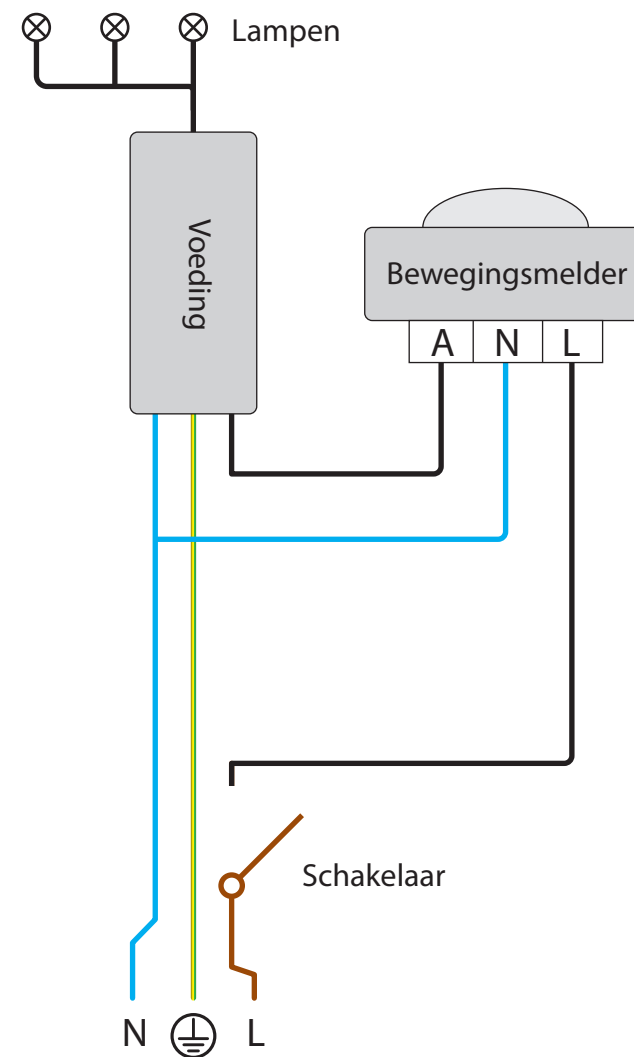 Lampen
Voeding
Bewegingsmelder
A N L
Schakelaar
N L